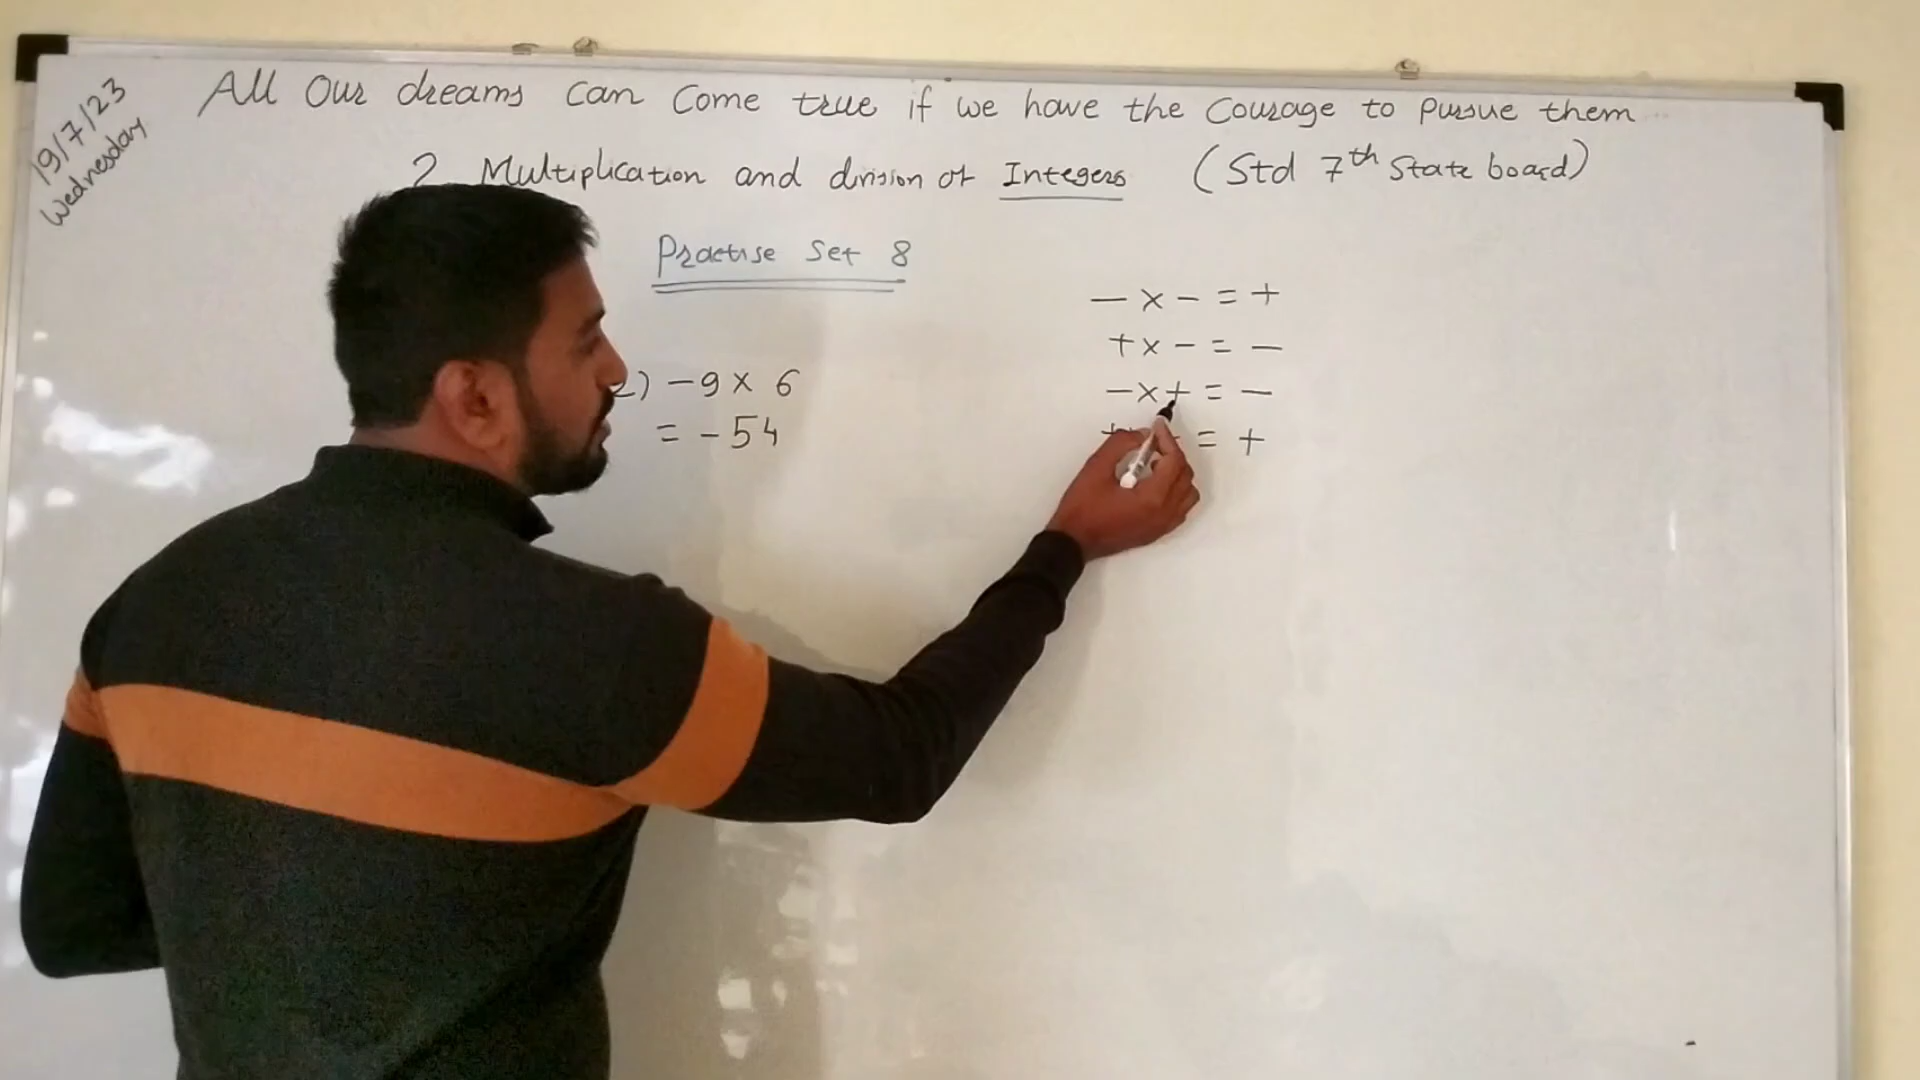 19/7/23
Wednesday
All our dreams can come true if we have the courage to pursue them
2 Multiplication and division of Integers (Std 7th State board)
Practise Set 8
2) -9 × 6
= -54
- × - = +
+ × - = -
- × + = -
+ = +